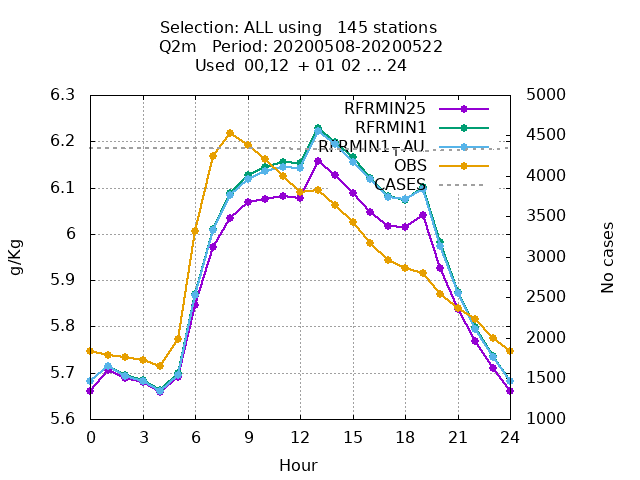 Selection: ALL using   145 stations
Q2m   Period: 20200508-20200522
Used  00,12  + 01 02 ... 24
6.3
6.2
6.1
6
5.9
5.8
5.7
5.6
5000
4500
4000
3500
3000
2500
2000
1500
1000
RFRMIN25
RFRMIN1
RFRMIN1_AU
OBS
CASES
g/Kg
No cases
0 3 6 9 12 15 18 21 24
Hour